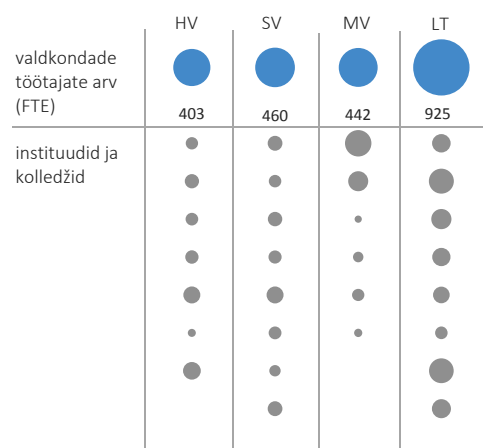 HV SV MV LT
valdkondade
töötajate arv
(FTE)
403 460 442 925
instituudid ja
kolledžid